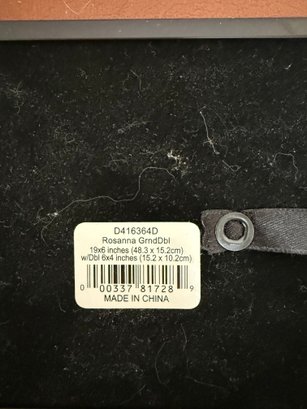 D416364D
Rosanna GrndDbl
19x6 inches (48.3 x 15.2cm)
w/Dbl 6x4 inches (15.2 x 10.2cm)
0 00337 81728 9
MADE IN CHINA